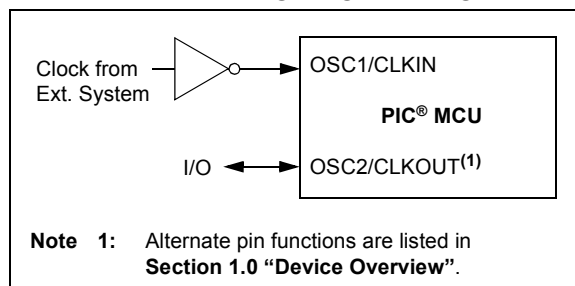 Clock from
Ext. System
OSC1/CLKIN
PIC® MCU
I/O
OSC2/CLKOUT(1)
Note 1: Alternate pin functions are listed in
Section 1.0 “Device Overview”.